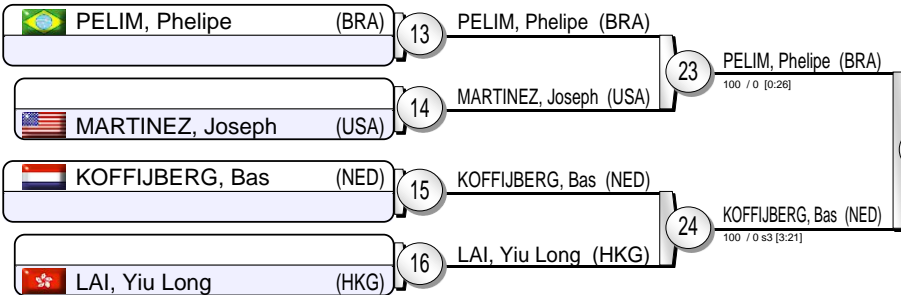 PELIM, Phelipe (BRA)
13
PELIM, Phelipe (BRA)
23
PELIM, Phelipe (BRA)
100 / 0 [0:26]
MARTINEZ, Joseph (USA)
14
MARTINEZ, Joseph (USA)
KOFFIJBERG, Bas (NED)
15
KOFFIJBERG, Bas (NED)
24
KOFFIJBERG, Bas (NED)
100 / 0 s3 [3:21]
LAI, Yiu Long (HKG)
16
LAI, Yiu Long (HKG)